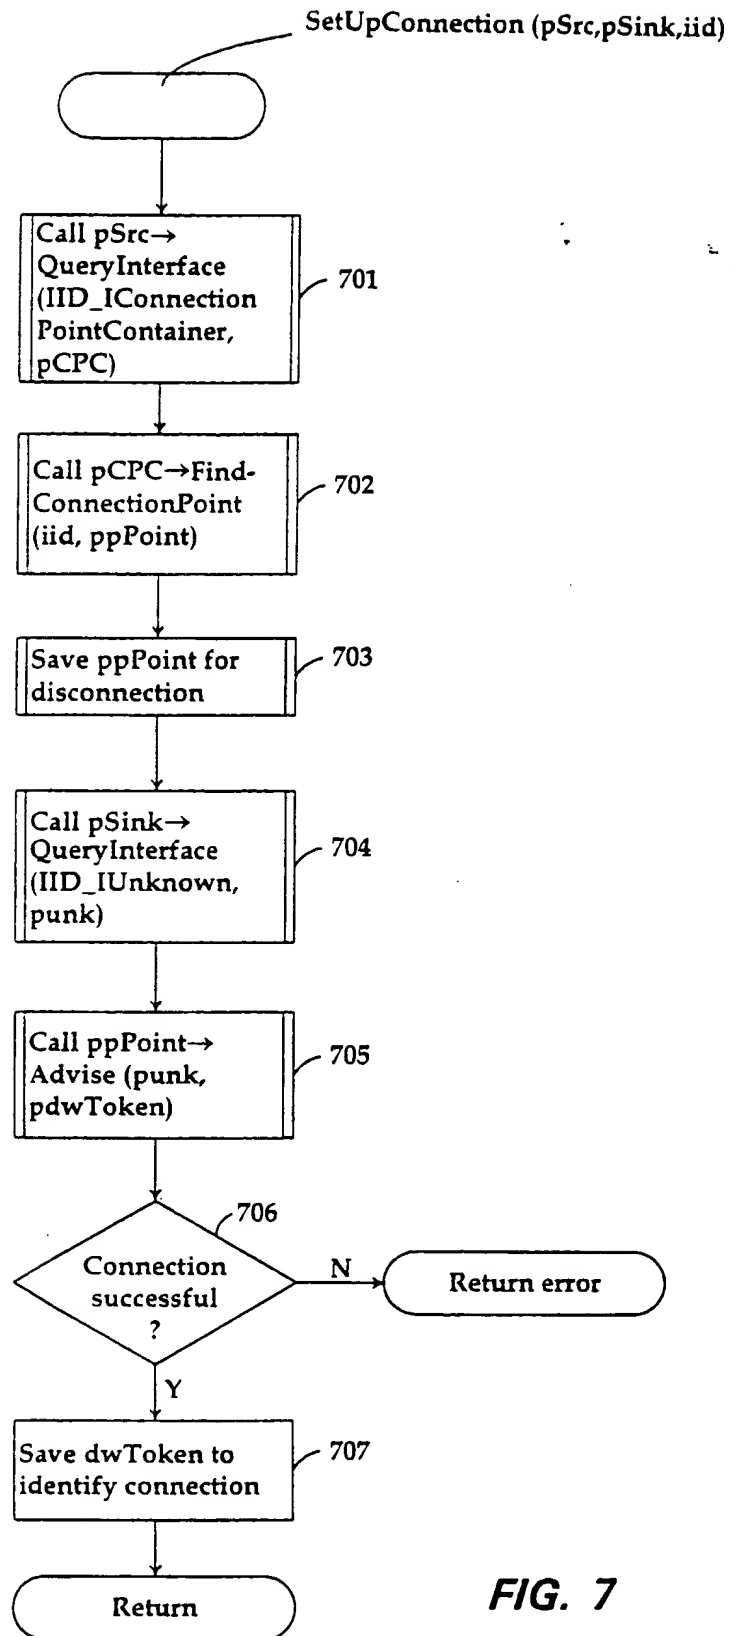 SetUpConnection (pSrc,pSink,iid)
Call pSrc→
QueryInterface
(IID_IConnection
PointContainer,
pCPC)
701
Call pCPC→Find-
ConnectionPoint
(iid, ppPoint)
702
Save ppPoint for
disconnection
703
Call pSink→
QueryInterface
(IID_IUnknown,
punk)
704
Call ppPoint→
Advise (punk,
pdwToken)
705
706
Connection
successful
?
N
Return error
Y
Save dwToken to
identify connection
707
Return
FIG. 7